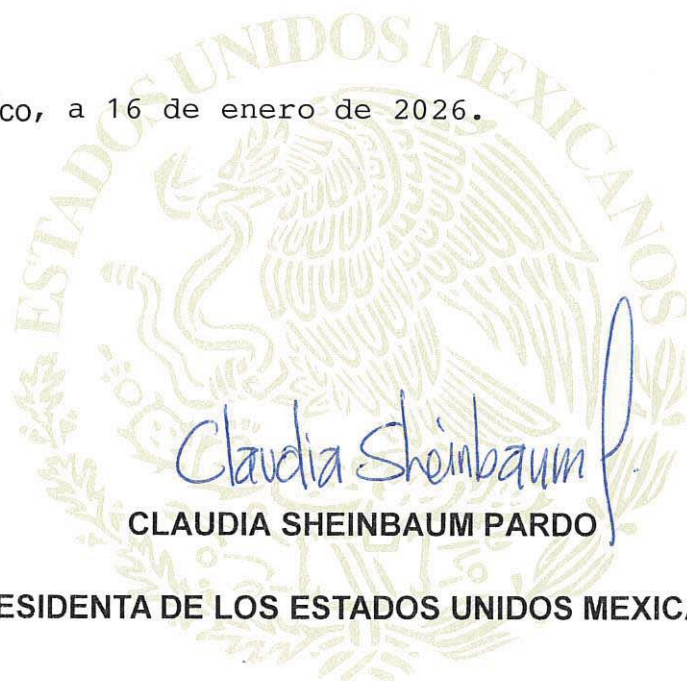 ESTADOS UNIDOS MEXICANOS
co, a 16 de enero de 2026.
Claudia Sheinbaum P.
CLAUDIA SHEINBAUM PARDO
ESIDENTA DE LOS ESTADOS UNIDOS MEXICA